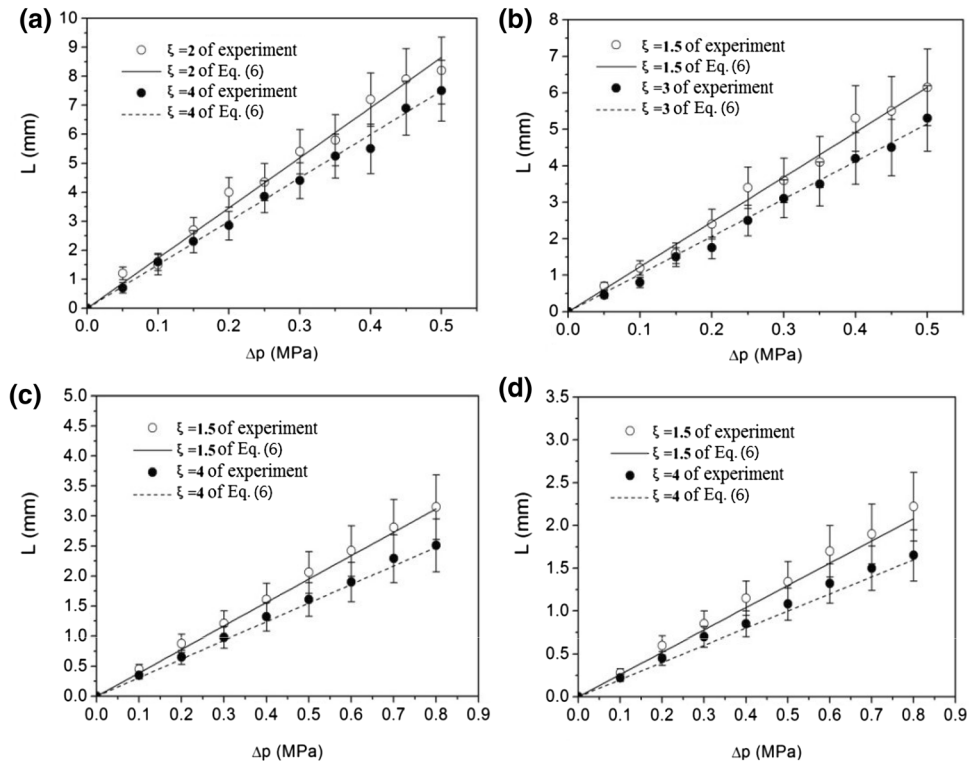 (a)
10
9
8
7
6
5
4
3
2
1
0
L (mm)
ξ =2 of experiment
ξ =2 of Eq. (6)
ξ =4 of experiment
ξ =4 of Eq. (6)
0.0 0.1 0.2 0.3 0.4 0.5
Δp (MPa)
(b)
8
7
6
5
4
3
2
1
0
L (mm)
ξ =1.5 of experiment
ξ =1.5 of Eq. (6)
ξ =3 of experiment
ξ =3 of Eq. (6)
0.0 0.1 0.2 0.3 0.4 0.5
Δp (MPa)
(c)
5.0
4.5
4.0
3.5
3.0
2.5
2.0
1.5
1.0
0.5
0.0
L (mm)
ξ =1.5 of experiment
ξ =1.5 of Eq. (6)
ξ =4 of experiment
ξ =4 of Eq. (6)
0.0 0.1 0.2 0.3 0.4 0.5 0.6 0.7 0.8 0.9
Δp (MPa)
(d)
3.5
3.0
2.5
2.0
1.5
1.0
0.5
0.0
L (mm)
ξ =1.5 of experiment
ξ =1.5 of Eq. (6)
ξ =4 of experiment
ξ =4 of Eq. (6)
0.0 0.1 0.2 0.3 0.4 0.5 0.6 0.7 0.8 0.9
Δp (MPa)